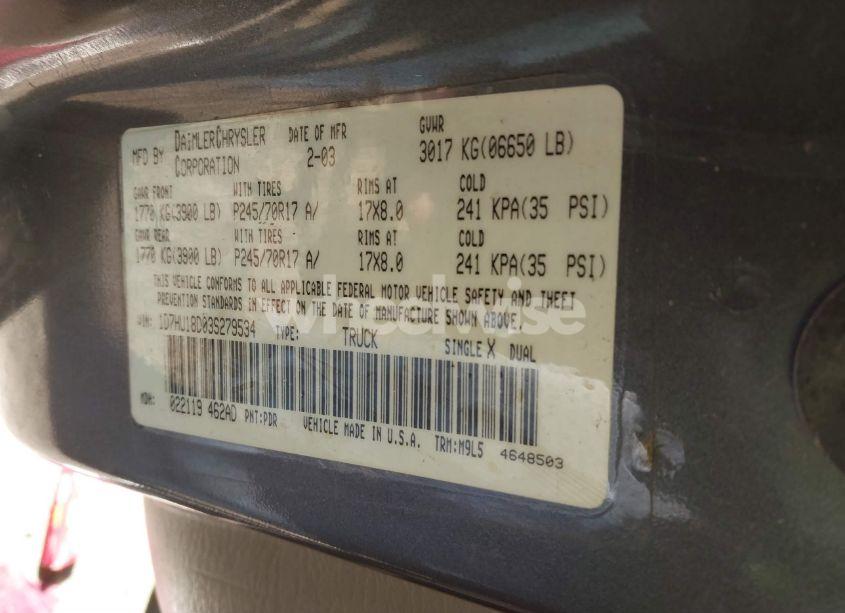 MFD BY DAIMLERCHRYSLER CORPORATION DATE OF MFR 2-03 GVWR 3017 KG(06650 LB)
GAWR FRONT WITH TIRES RIMS AT COLD
1770 KG(3900 LB) P245/70R17 A/ 17X8.0 241 KPA(35 PSI)
GAWR REAR WITH TIRES RIMS AT COLD
1770 KG(3900 LB) P245/70R17 A/ 17X8.0 241 KPA(35 PSI)
THIS VEHICLE CONFORMS TO ALL APPLICABLE FEDERAL MOTOR VEHICLE SAFETY AND THEFT
PREVENTION STANDARDS IN EFFECT ON THE DATE OF MANUFACTURE SHOWN ABOVE.
VIN: 1D7HU18D03S279534 TYPE: TRUCK SINGLE X DUAL
MDH: 022119 462AD PNT:PDR VEHICLE MADE IN U.S.A. TRM:M9L5 4648503